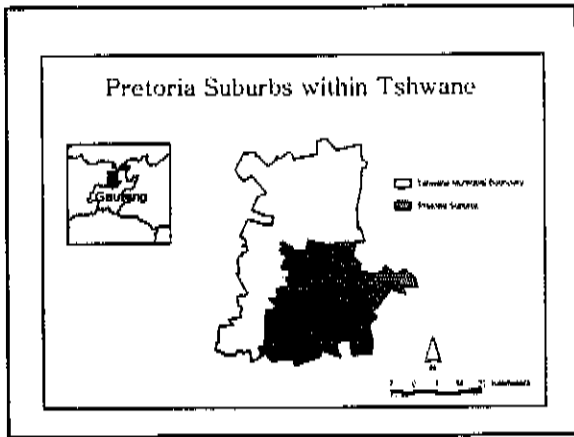 Pretoria Suburbs within Tshwane
Gauteng
Tshwane Municipal Boundary
Pretoria Suburbs
N